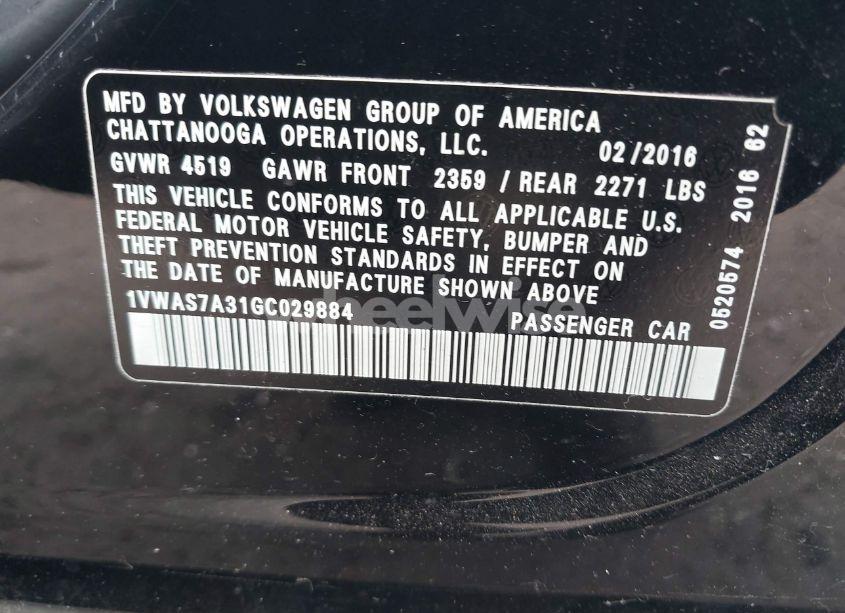 MFD BY VOLKSWAGEN GROUP OF AMERICA
CHATTANOOGA OPERATIONS, LLC. 02/2016
GVWR 4519 GAWR FRONT 2359 / REAR 2271 LBS
THIS VEHICLE CONFORMS TO ALL APPLICABLE U.S.
FEDERAL MOTOR VEHICLE SAFETY, BUMPER AND
THEFT PREVENTION STANDARDS IN EFFECT ON
THE DATE OF MANUFACTURE SHOWN ABOVE
1VWAS7A31GC029884 PASSENGER CAR
0520574 2016 62